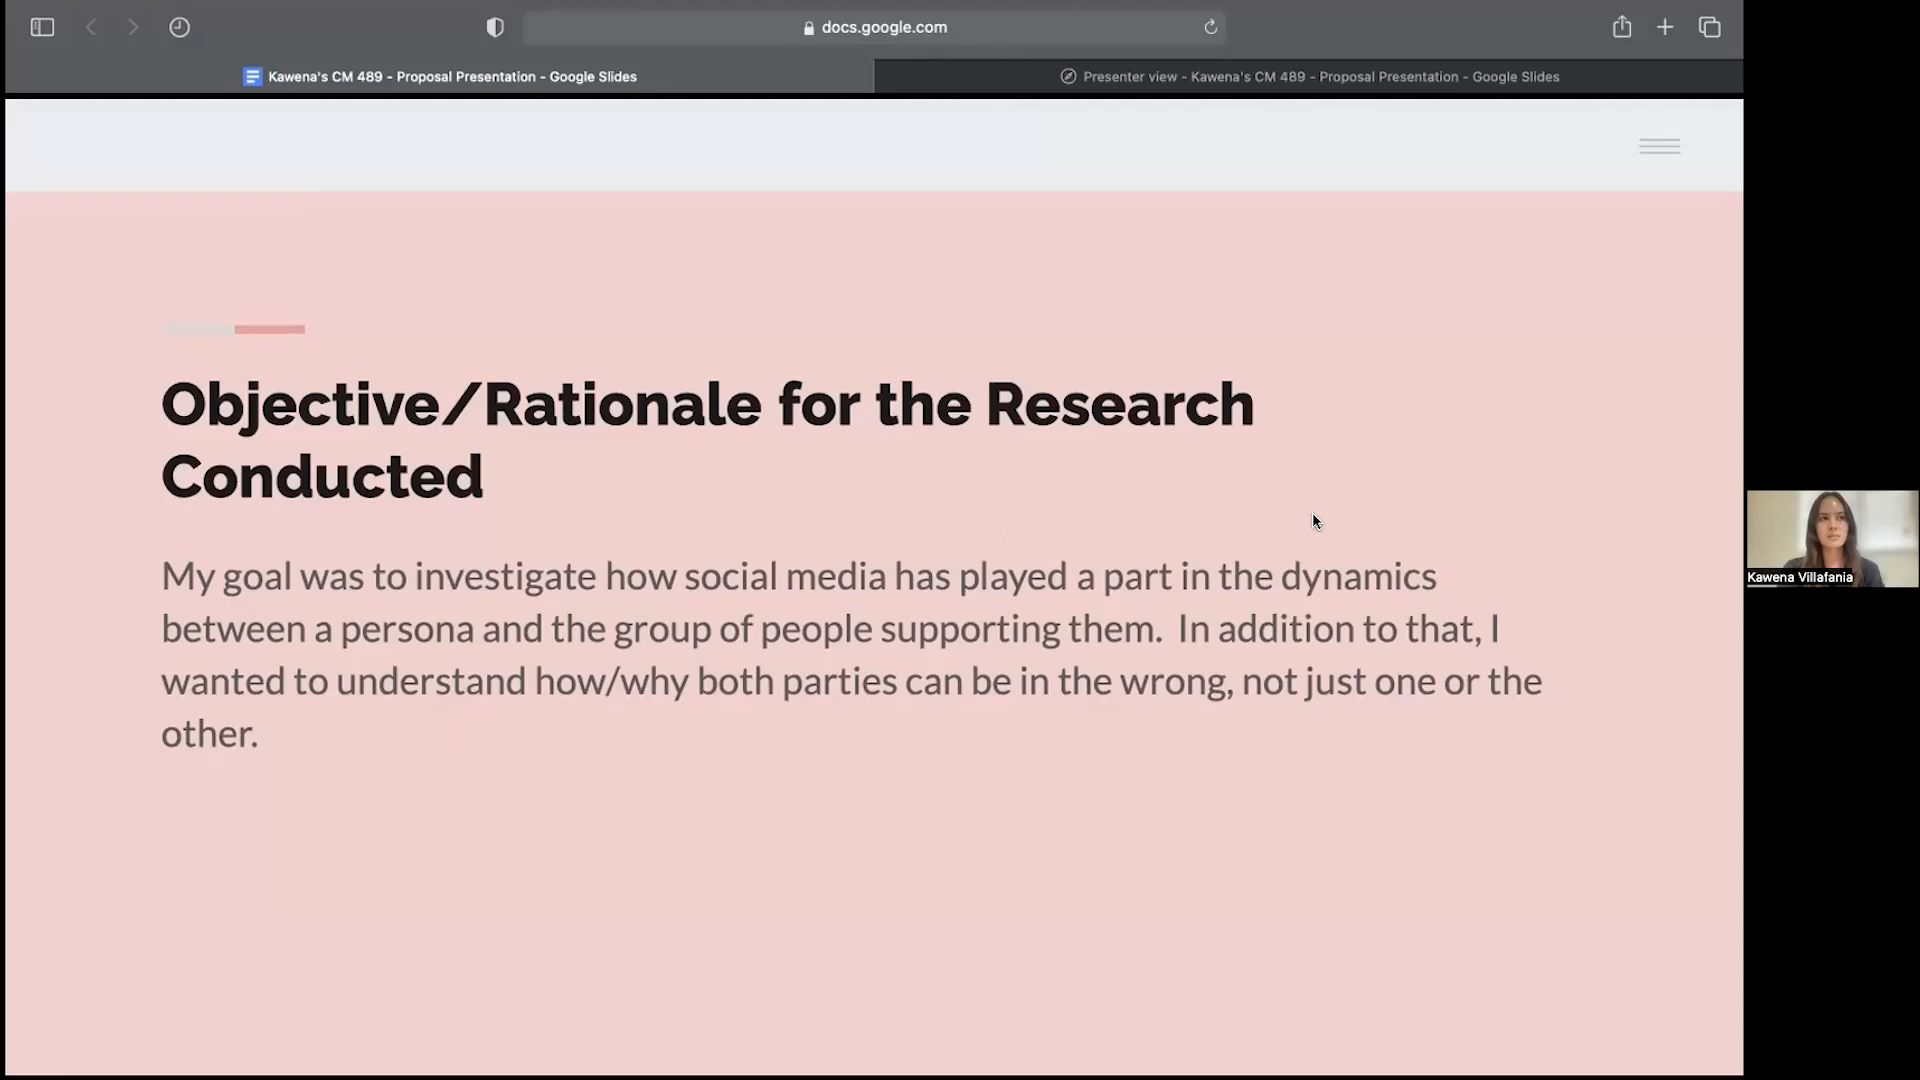 docs.google.com
Kawena's CM 489 - Proposal Presentation - Google Slides
Presenter view - Kawena's CM 489 - Proposal Presentation - Google Slides
Objective/Rationale for the Research
Conducted
My goal was to investigate how social media has played a part in the dynamics
between a persona and the group of people supporting them.  In addition to that, I
wanted to understand how/why both parties can be in the wrong, not just one or the
other.
Kawena Villafania